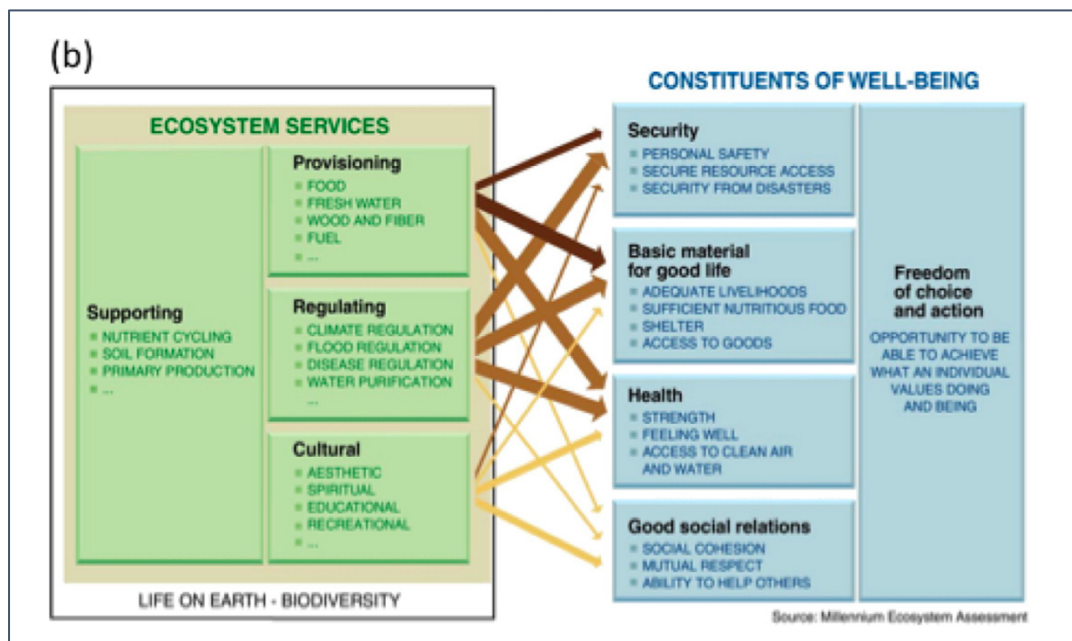 (b)
ECOSYSTEM SERVICES
Supporting
NUTRIENT CYCLING
SOIL FORMATION
PRIMARY PRODUCTION
...
Provisioning
FOOD
FRESH WATER
WOOD AND FIBER
FUEL
...
Regulating
CLIMATE REGULATION
FLOOD REGULATION
DISEASE REGULATION
WATER PURIFICATION
...
Cultural
AESTHETIC
SPIRITUAL
EDUCATIONAL
RECREATIONAL
...
LIFE ON EARTH - BIODIVERSITY
CONSTITUENTS OF WELL-BEING
Security
PERSONAL SAFETY
SECURE RESOURCE ACCESS
SECURITY FROM DISASTERS
Basic material
for good life
ADEQUATE LIVELIHOODS
SUFFICIENT NUTRITIOUS FOOD
SHELTER
ACCESS TO GOODS
Health
STRENGTH
FEELING WELL
ACCESS TO CLEAN AIR
AND WATER
Good social relations
SOCIAL COHESION
MUTUAL RESPECT
ABILITY TO HELP OTHERS
Freedom
of choice
and action
OPPORTUNITY TO BE
ABLE TO ACHIEVE
WHAT AN INDIVIDUAL
VALUES DOING
AND BEING
Source: Millennium Ecosystem Assessment